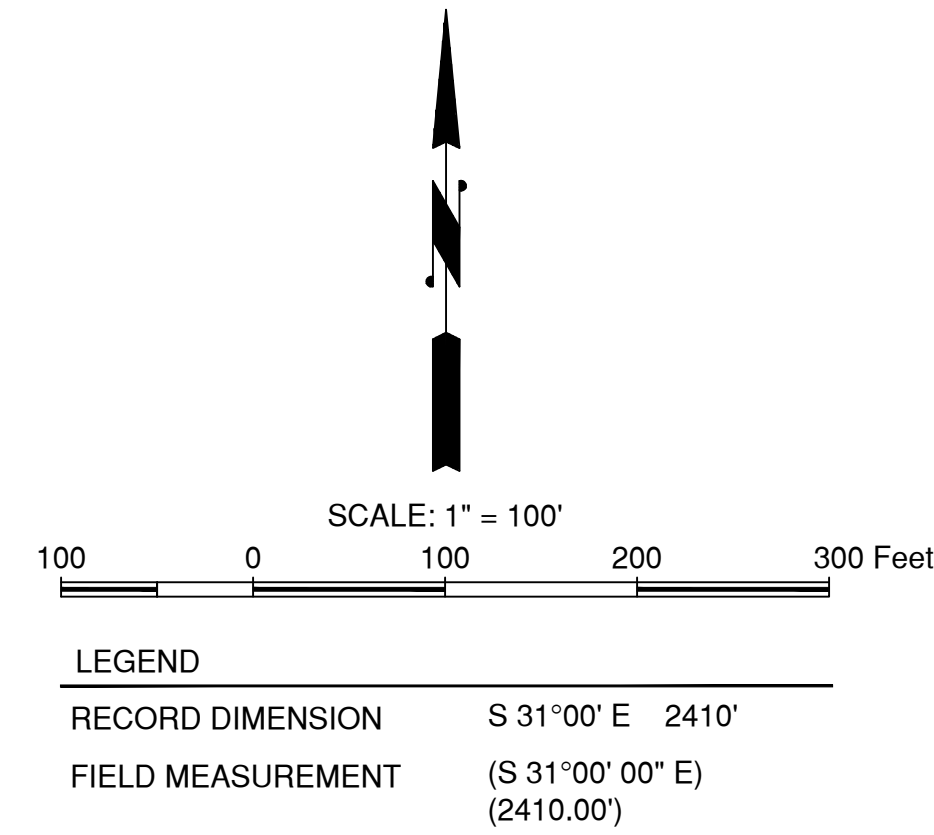 N
SCALE: 1" = 100'
100 0 100 200 300 Feet
LEGEND
RECORD DIMENSION S 31°00' E 2410'
FIELD MEASUREMENT (S 31°00' 00" E)
(2410.00')